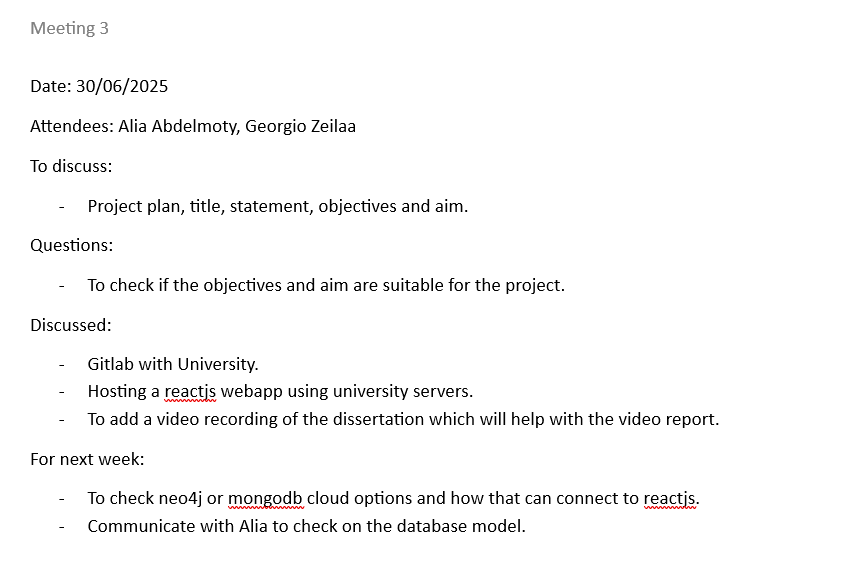 Meeting 3
Date: 30/06/2025
Attendees: Alia Abdelmoty, Georgio Zeilaa
To discuss:
- Project plan, title, statement, objectives and aim.
Questions:
- To check if the objectives and aim are suitable for the project.
Discussed:
- Gitlab with University.
- Hosting a reactjs webapp using university servers.
- To add a video recording of the dissertation which will help with the video report.
For next week:
- To check neo4j or mongodb cloud options and how that can connect to reactjs.
- Communicate with Alia to check on the database model.